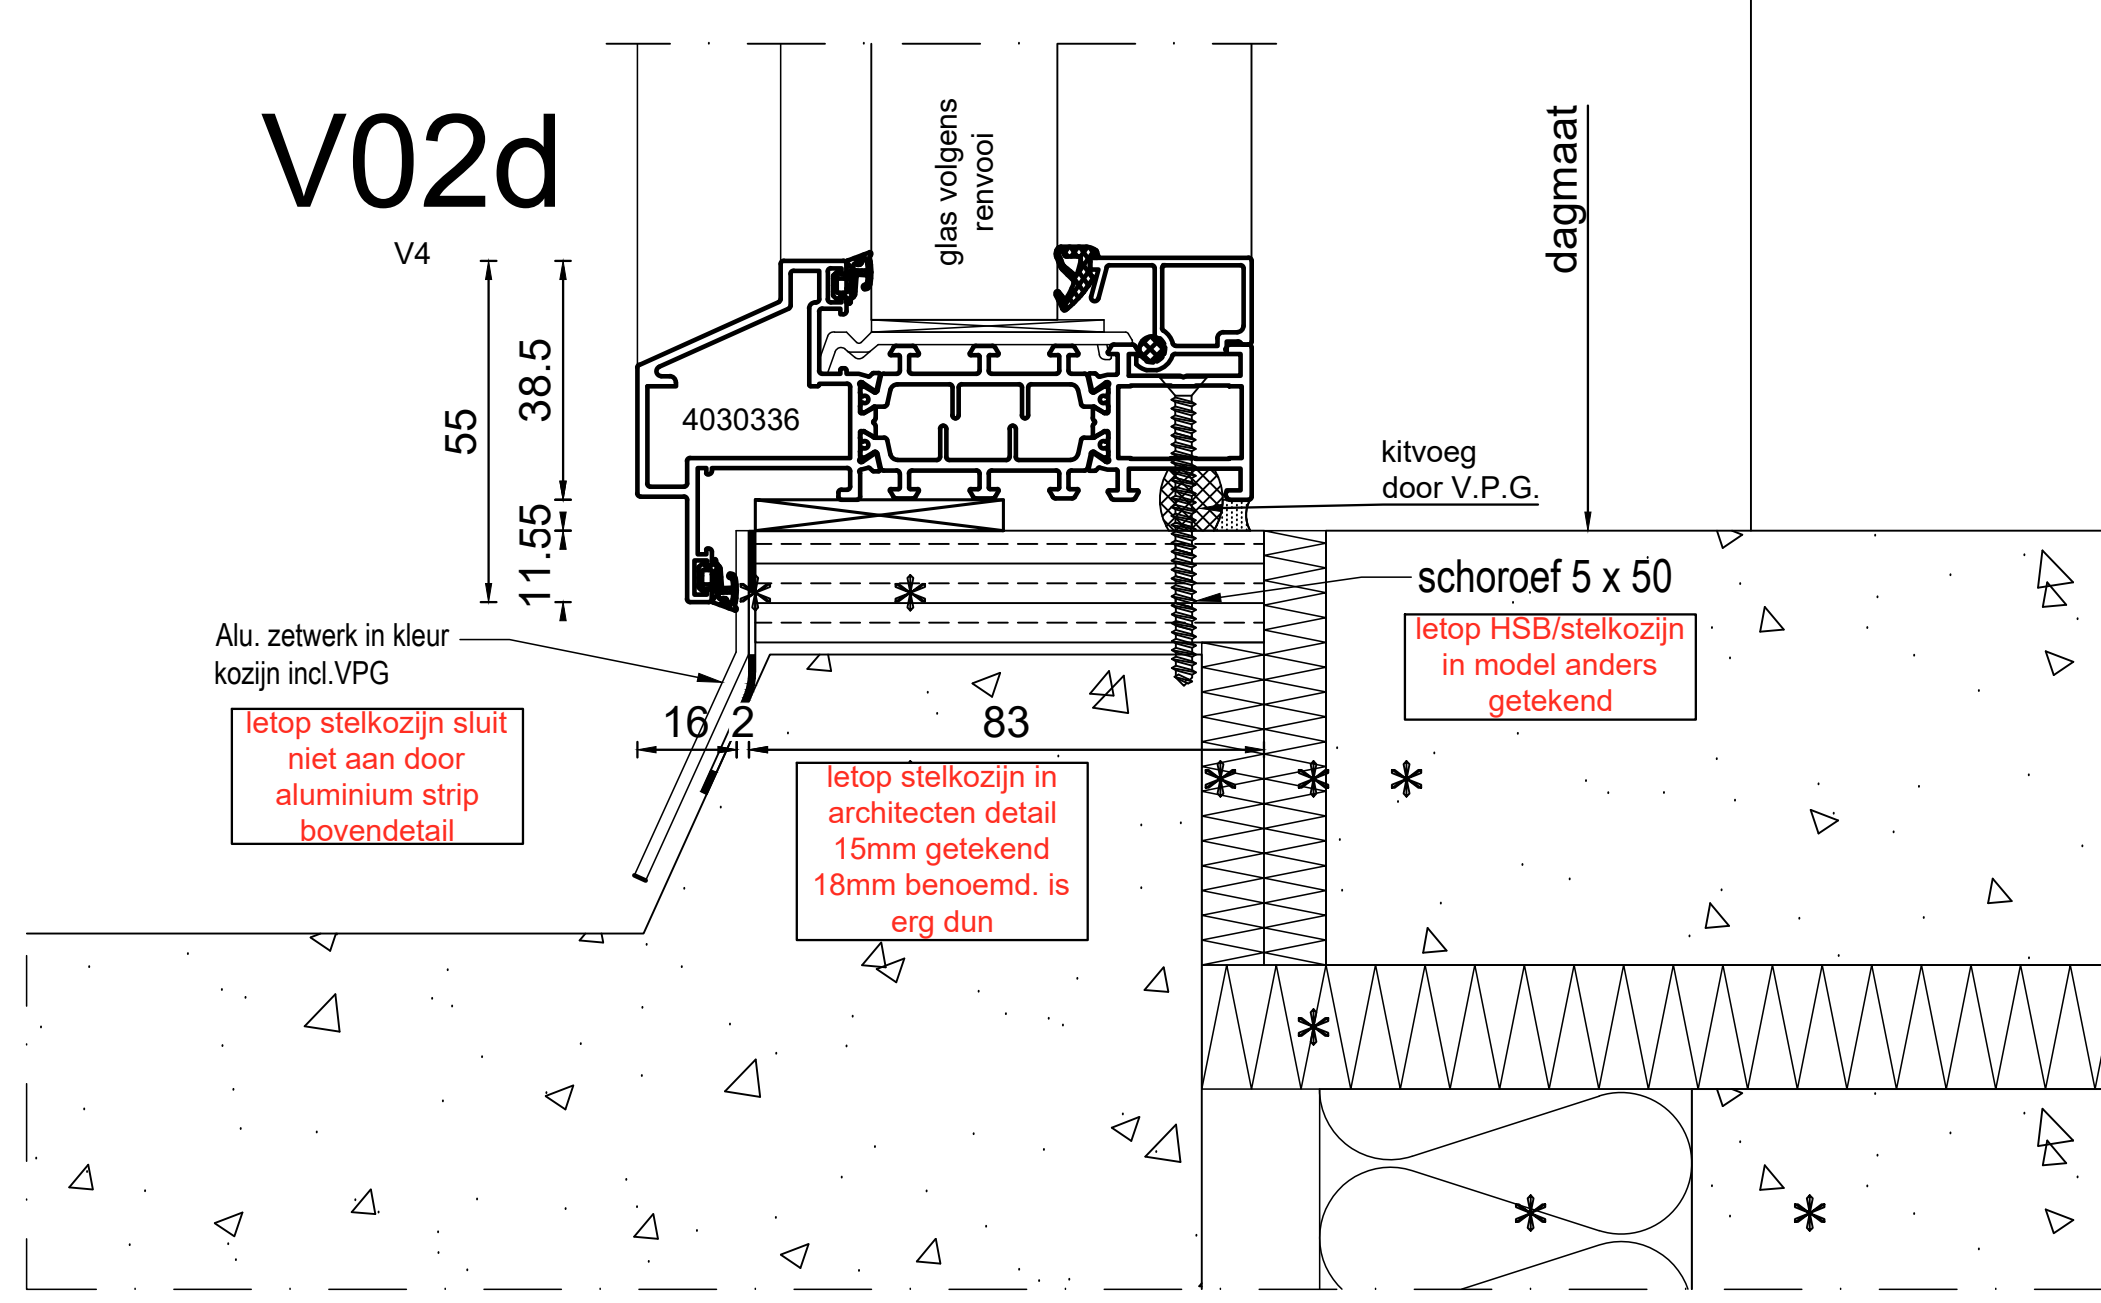 V02d
V4
glas volgens
renvooi
dagmaat
55
38.5
5
11.5
4030336
kitvoeg
door V.P.G.
schoroef 5 x 50
letop HSB/stelkozijn
in model anders
getekend
Alu. zetwerk in kleur
kozijn incl.VPG
letop stelkozijn sluit
niet aan door
aluminium strip
bovendetail
16
2
83
letop stelkozijn in
architecten detail
15mm getekend
18mm benoemd. is
erg dun